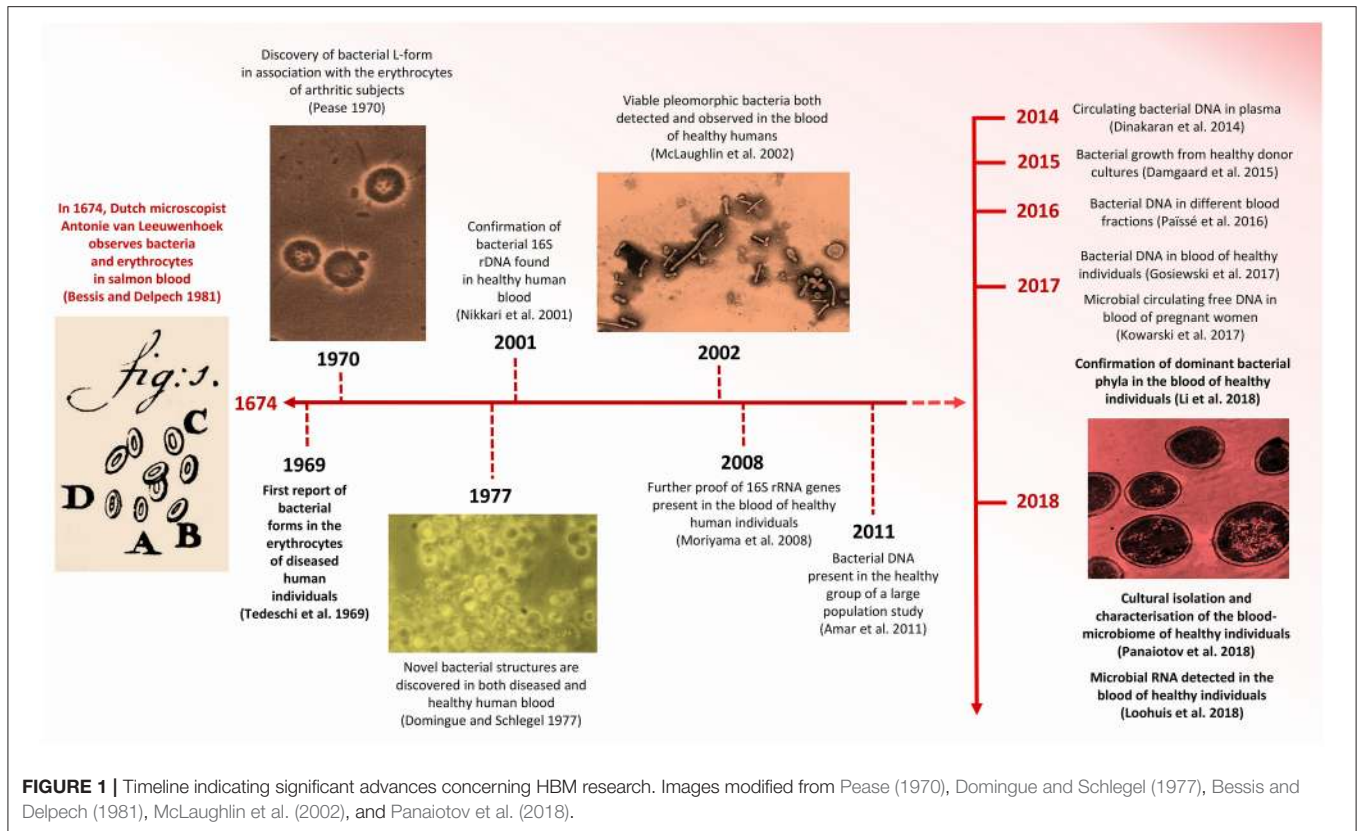 Discovery of bacterial L-form
in association with the erythrocytes
of arthritic subjects
(Pease 1970)
Viable pleomorphic bacteria both
detected and observed in the blood
of healthy humans
(McLaughlin et al. 2002)
In 1674, Dutch microscopist
Antonie van Leeuwenhoek
observes bacteria
and erythrocytes
in salmon blood
(Bessis and Delpech 1981)
Confirmation of
bacterial 16S
rDNA found
in healthy human
blood
(Nikkari et al. 2001)
fig:1.
C
D
A
B
1970
2001
2002
1674
1969
First report of
bacterial
forms in the
erythrocytes
of diseased
human
individuals
(Tedeschi et al. 1969)
1977
Novel bacterial structures are
discovered in both diseased and
healthy human blood
(Domingue and Schlegel 1977)
2008
Further proof of 16S rRNA genes
present in the blood of healthy
human individuals
(Moriyama et al. 2008)
2011
Bacterial DNA
present in the healthy
group of a large
population study
(Amar et al. 2011)
2014
Circulating bacterial DNA in plasma
(Dinakaran et al. 2014)
2015
Bacterial growth from healthy donor
cultures (Damgaard et al. 2015)
2016
Bacterial DNA in different blood
fractions (Païssé et al. 2016)
2017
Bacterial DNA in blood of healthy
individuals (Gosiewski et al. 2017)
Microbial circulating free DNA in
blood of pregnant women
(Kowarski et al. 2017)
2018
Confirmation of dominant bacterial
phyla in the blood of healthy
individuals (Li et al. 2018)
Cultural isolation and
characterisation of the blood-
microbiome of healthy individuals
(Panaiotov et al. 2018)
Microbial RNA detected in the
blood of healthy individuals
(Loohuis et al. 2018)
FIGURE 1 | Timeline indicating significant advances concerning HBM research. Images modified from Pease (1970), Domingue and Schlegel (1977), Bessis and
Delpech (1981), McLaughlin et al. (2002), and Panaiotov et al. (2018).